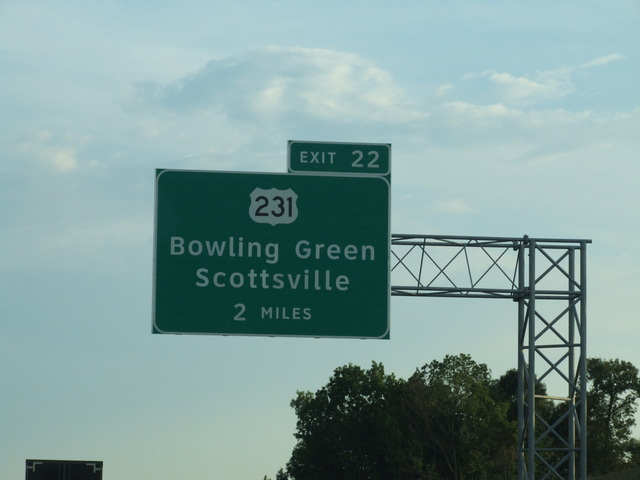 EXIT 22
231
Bowling Green
Scottsville
2 MILES